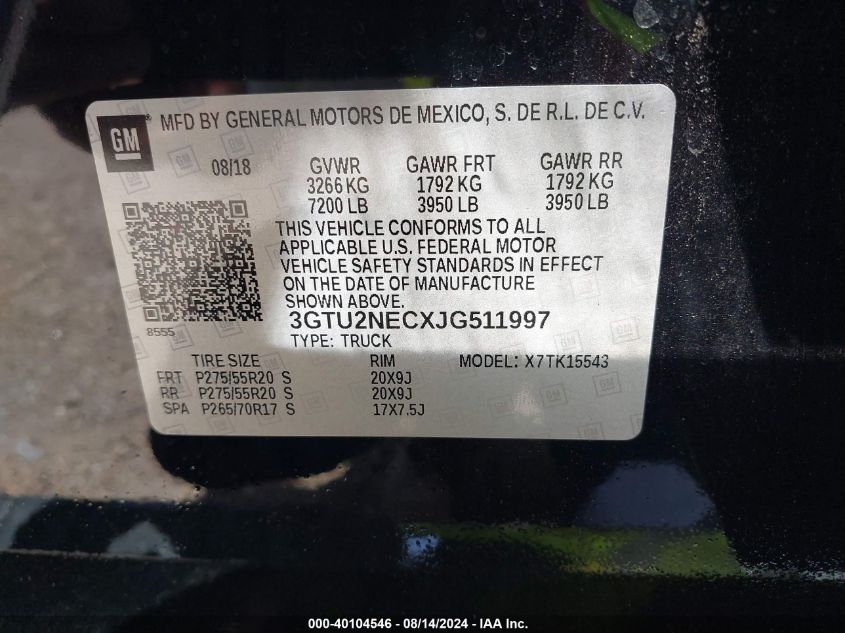 GM ® MFD BY GENERAL MOTORS DE MEXICO, S. DE R.L. DE C.V.
08/18 GVWR GAWR FRT GAWR RR
3266 KG 1792 KG 1792 KG
7200 LB 3950 LB 3950 LB
THIS VEHICLE CONFORMS TO ALL
APPLICABLE U.S. FEDERAL MOTOR
VEHICLE SAFETY STANDARDS IN EFFECT
ON THE DATE OF MANUFACTURE
SHOWN ABOVE.
8555
3GTU2NECXJG511997
TYPE: TRUCK
TIRE SIZE RIM MODEL: X7TK15543
FRT P275/55R20 S 20X9J
RR P275/55R20 S 20X9J
SPA P265/70R17 S 17X7.5J
000-40104546 - 08/14/2024 - IAA Inc.